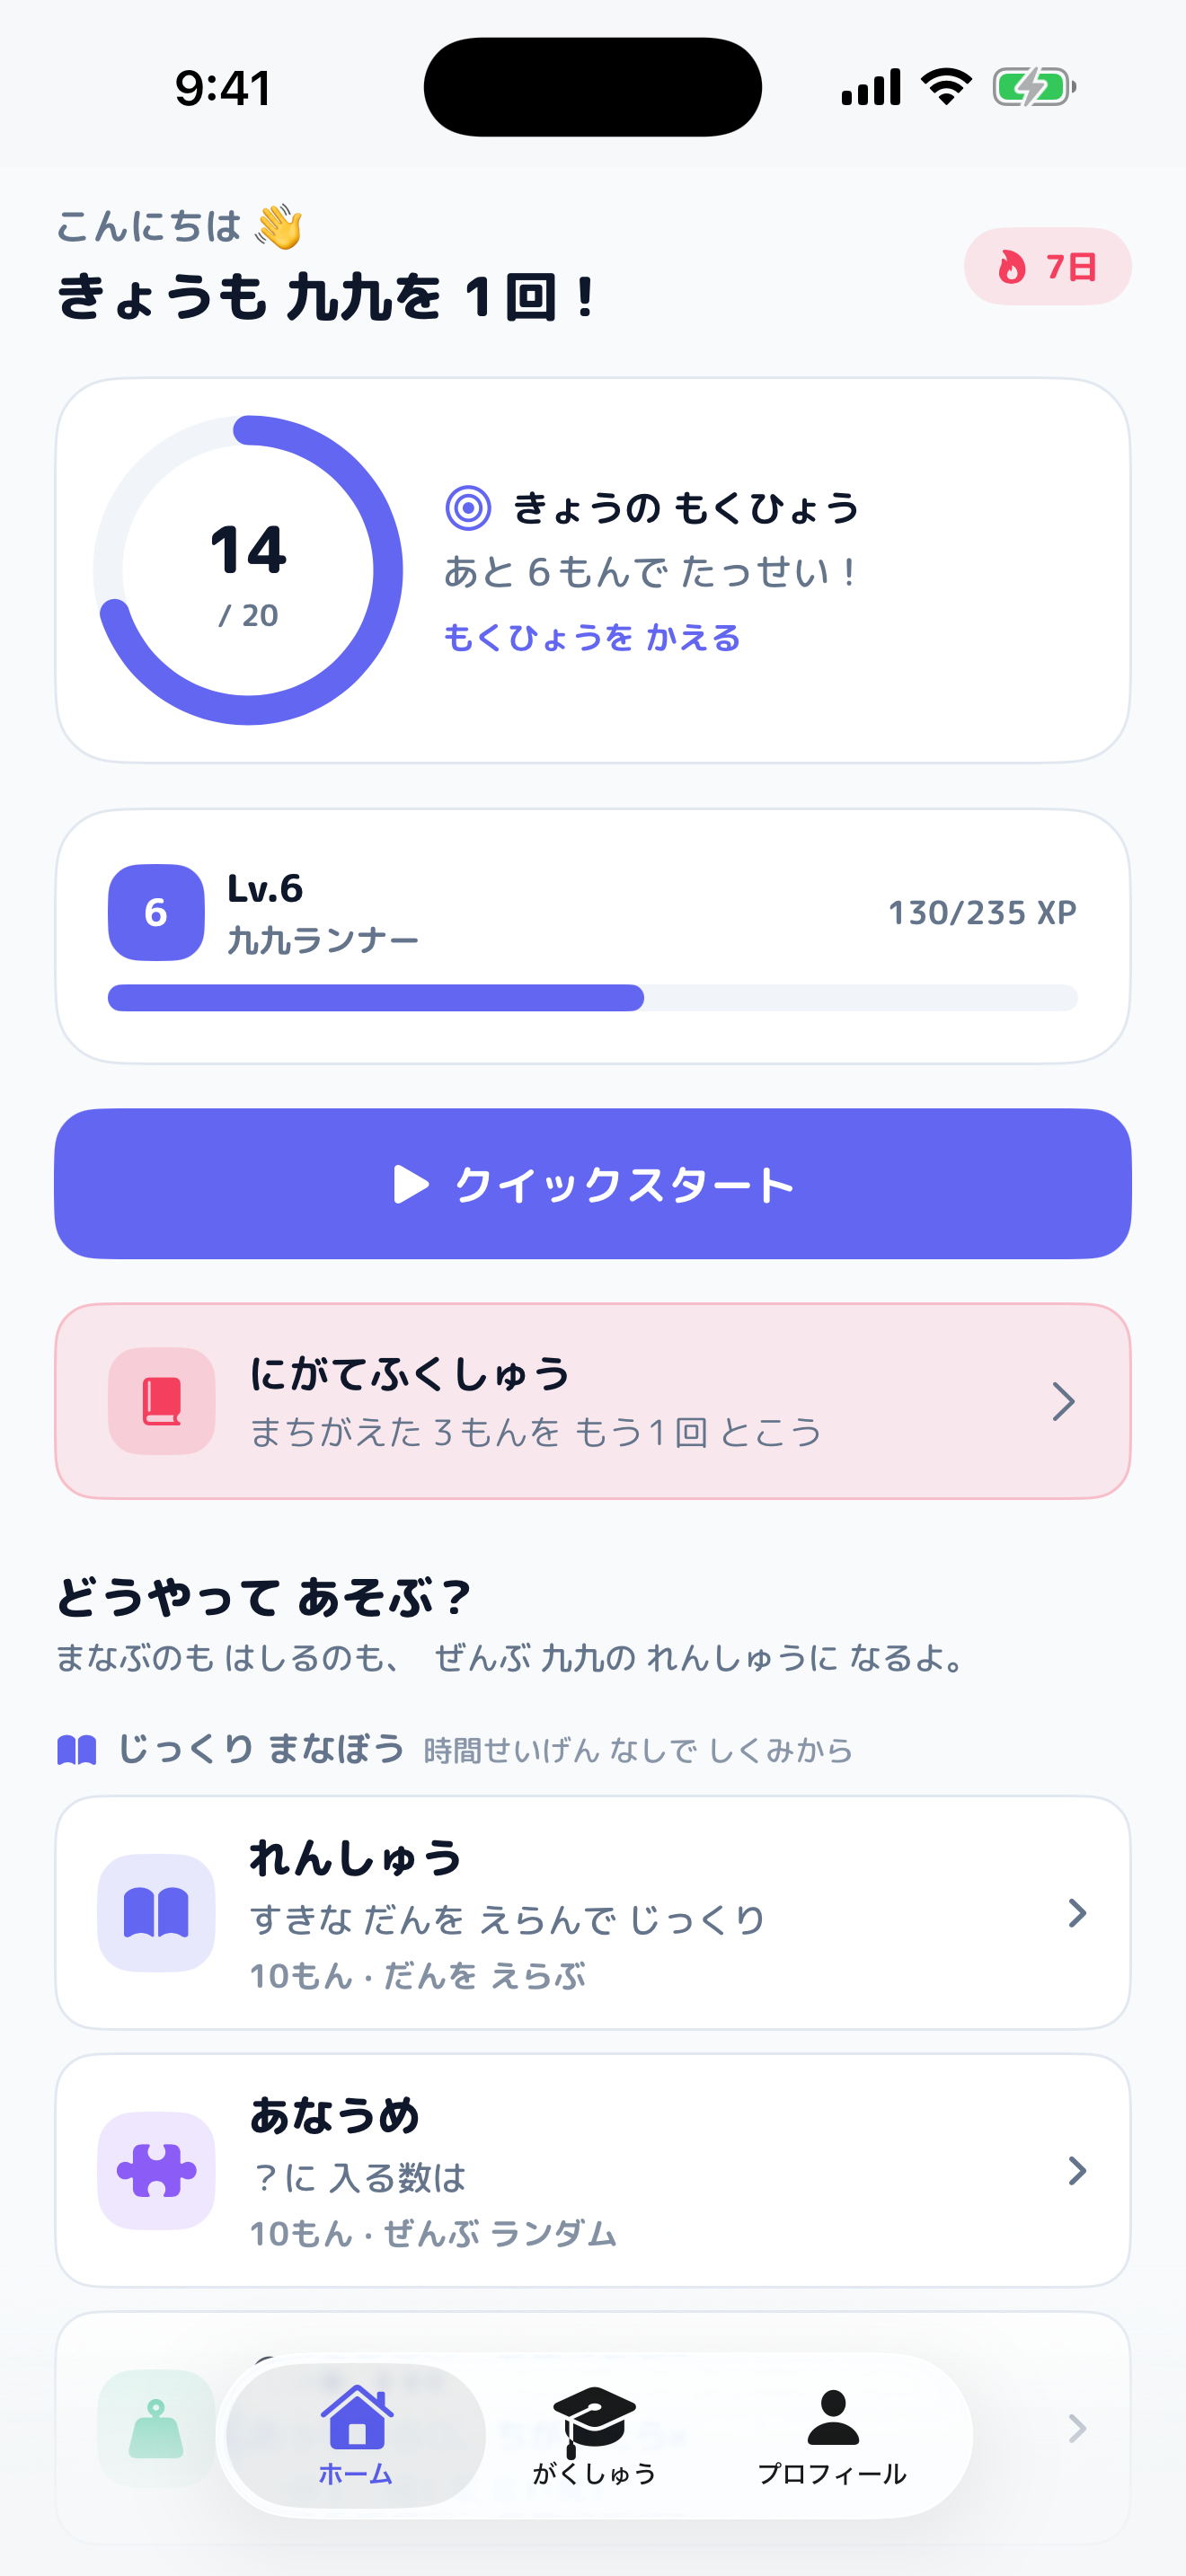 9:41
こんにちは 👋
きょうも 九九を 1回！
7日
14
/ 20
きょうの もくひょう
あと 6もんで たっせい！
もくひょうを かえる
6
Lv.6
九九ランナー
130/235 XP
クイックスタート
にがてふくしゅう
まちがえた 3もんを もう1回 とこう
どうやって あそぶ？
まなぶのも はしるのも、 ぜんぶ 九九の れんしゅうに なるよ。
じっくり まなぼう 時間せいげん なしで しくみから
れんしゅう
すきな だんを えらんで じっくり
10もん · だんを えらぶ
あなうめ
？に 入る数は
10もん · ぜんぶ ランダム
ホーム
がくしゅう
プロフィール